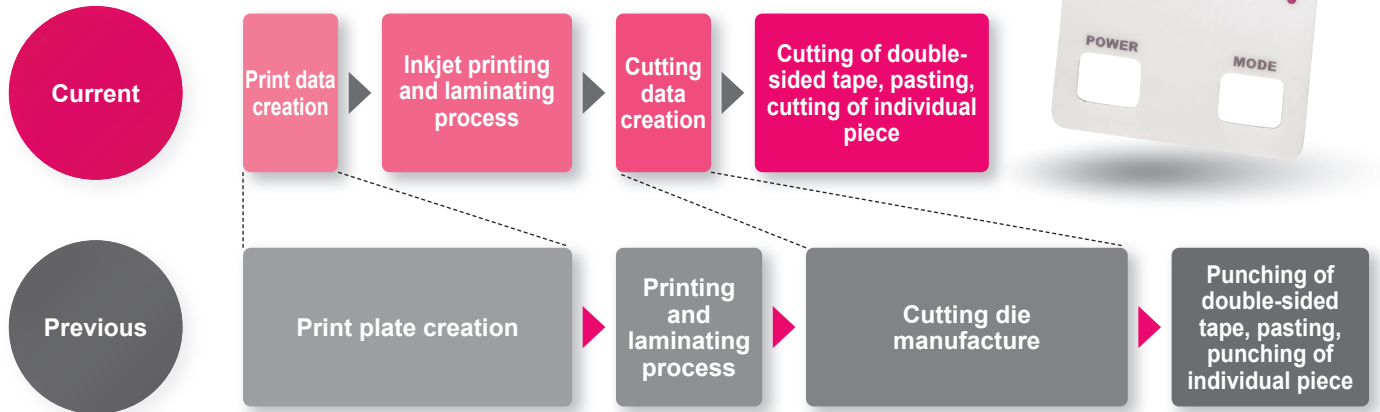 Current
Print data
creation
Inkjet printing
and laminating
process
Cutting
data
creation
Cutting of double-
sided tape, pasting,
cutting of individual
piece
POWER
MODE
Previous
Print plate creation
Printing
and
laminating
process
Cutting die
manufacture
Punching of
double-sided
tape, pasting,
punching of
individual piece